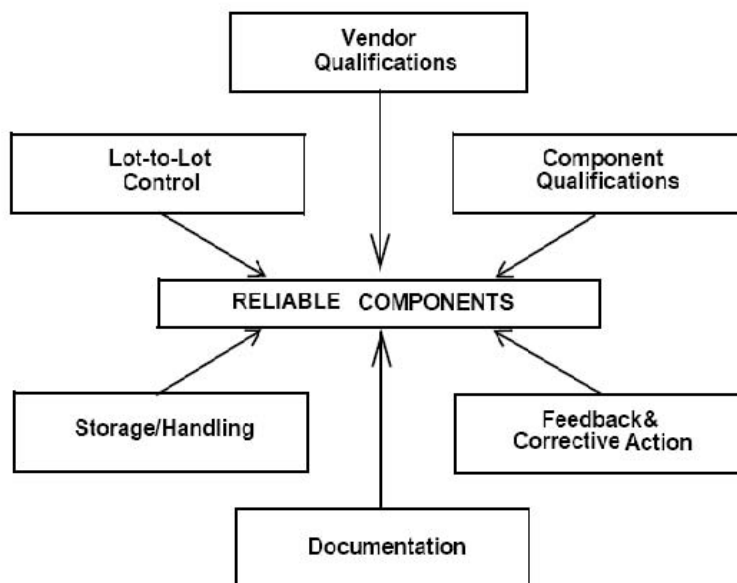 Vendor
Qualifications
Lot-to-Lot
Control
Component
Qualifications
RELIABLE COMPONENTS
Storage/Handling
Feedback&
Corrective Action
Documentation